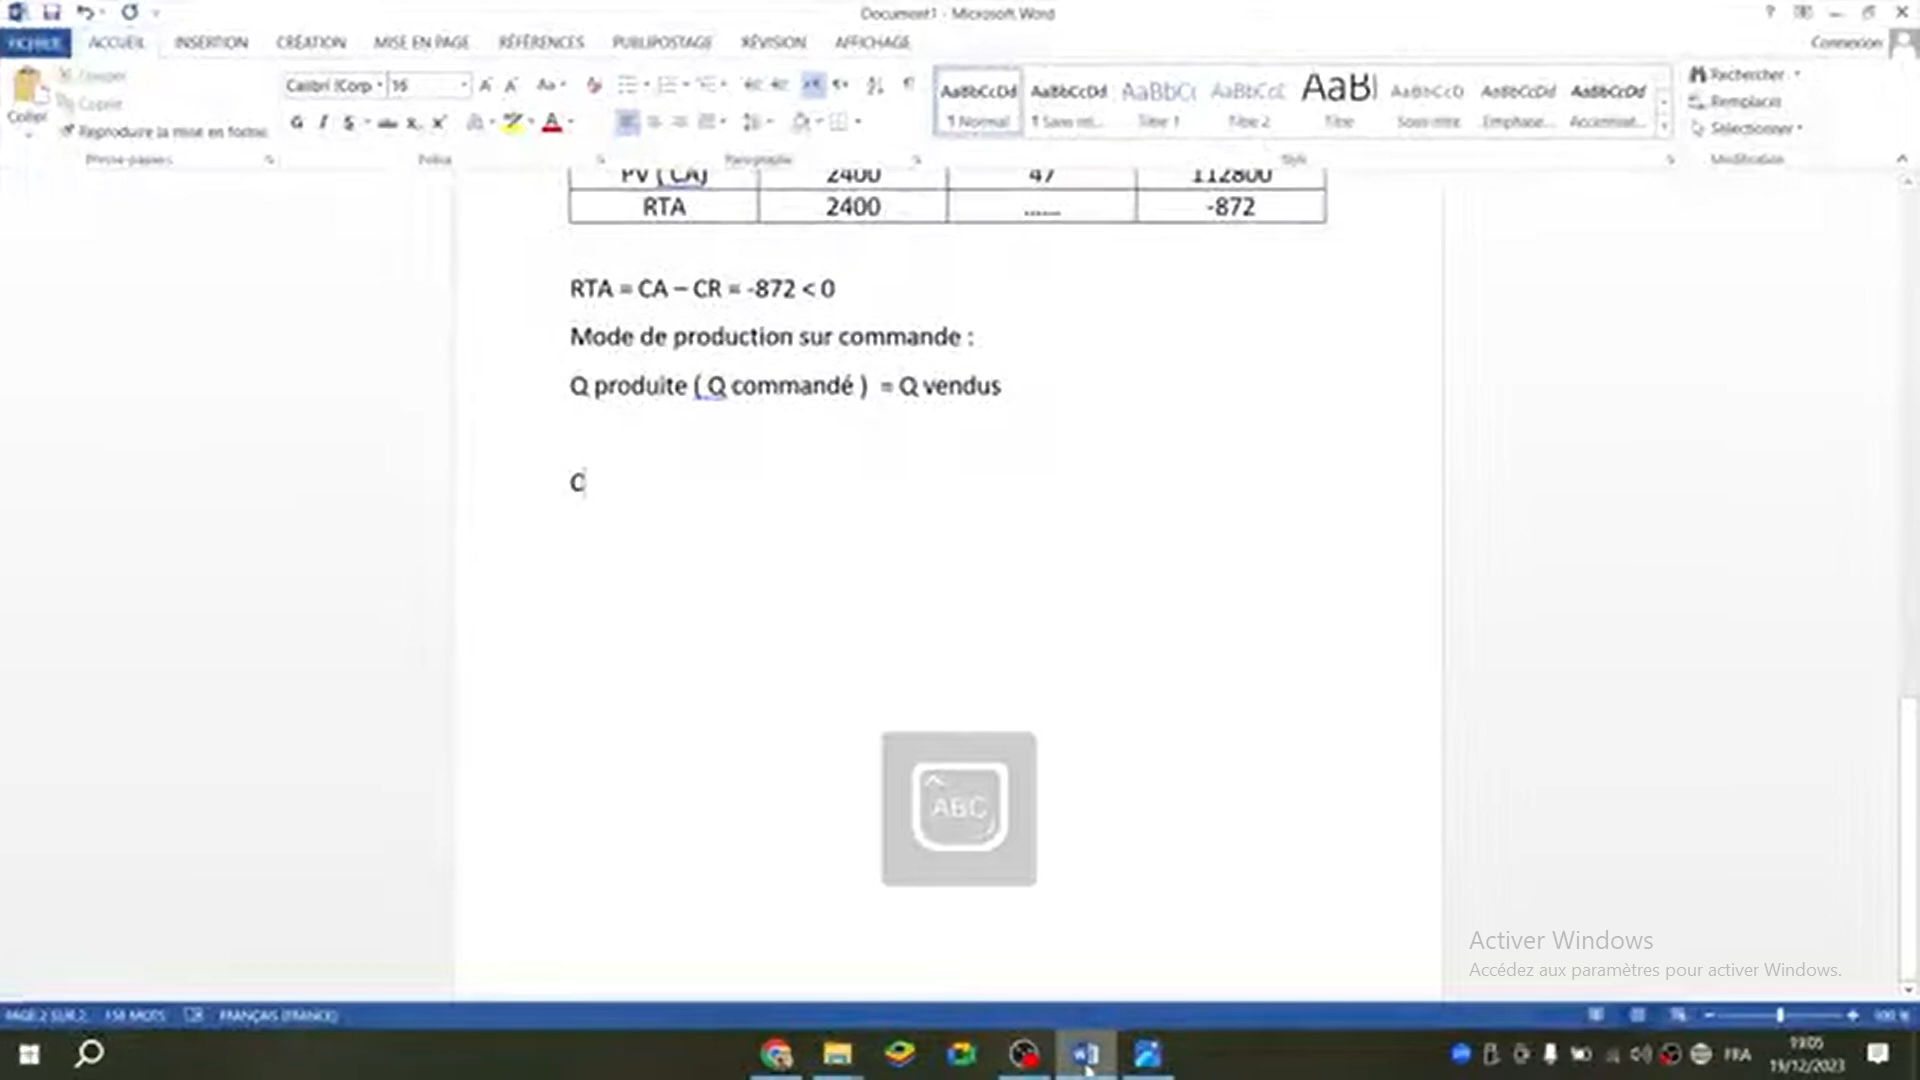 Document1 - Microsoft Word
FICHIER ACCUEIL INSERTION CRÉATION MISE EN PAGE RÉFÉRENCES PUBLIPOSTAGE RÉVISION AFFICHAGE Connexion
Couper
Copier
Coller
Reproduire la mise en forme
Calibri (Corp 16
AaBbCcDd AaBbCcDd AaBbC AaBbCcD AaBl AaBbCcD AaBbCcDd AaBbCcDd
¶ Normal ¶ Sans int... Titre 1 Titre 2 Titre Sous-titre Emphase... Accentuat...
Rechercher
Remplacer
Sélectionner
Presse-papiers Police Paragraphe Style Modification
PV ( CA) 2400 47 112800
RTA 2400 ...... -872
RTA = CA – CR = -872 < 0
Mode de production sur commande :
Q produite ( Q commandé ) = Q vendus
C
ABC
Activer Windows
Accédez aux paramètres pour activer Windows.
PAGE 2 SUR 2 158 MOTS FRANÇAIS (FRANCE) 100 %
FRA
19:05
19/12/2023